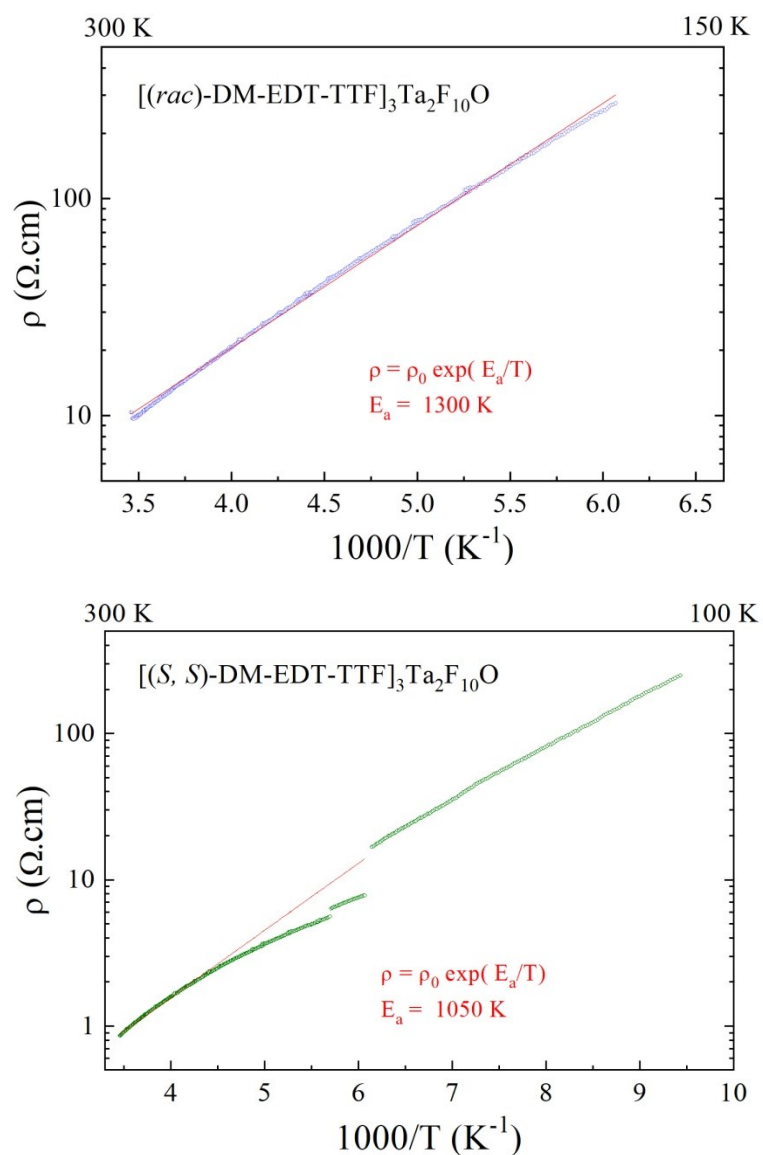 300 K 150 K
[(rac)-DM-EDT-TTF]₃Ta₂F₁₀O
100
10
ρ (Ω.cm)
ρ = ρ₀ exp( Eₐ/T)
Eₐ = 1300 K
3.5 4.0 4.5 5.0 5.5 6.0 6.5
1000/T (K⁻¹)
300 K 100 K
[(S, S)-DM-EDT-TTF]₃Ta₂F₁₀O
100
10
1
ρ (Ω.cm)
ρ = ρ₀ exp( Eₐ/T)
Eₐ = 1050 K
4 5 6 7 8 9 10
1000/T (K⁻¹)